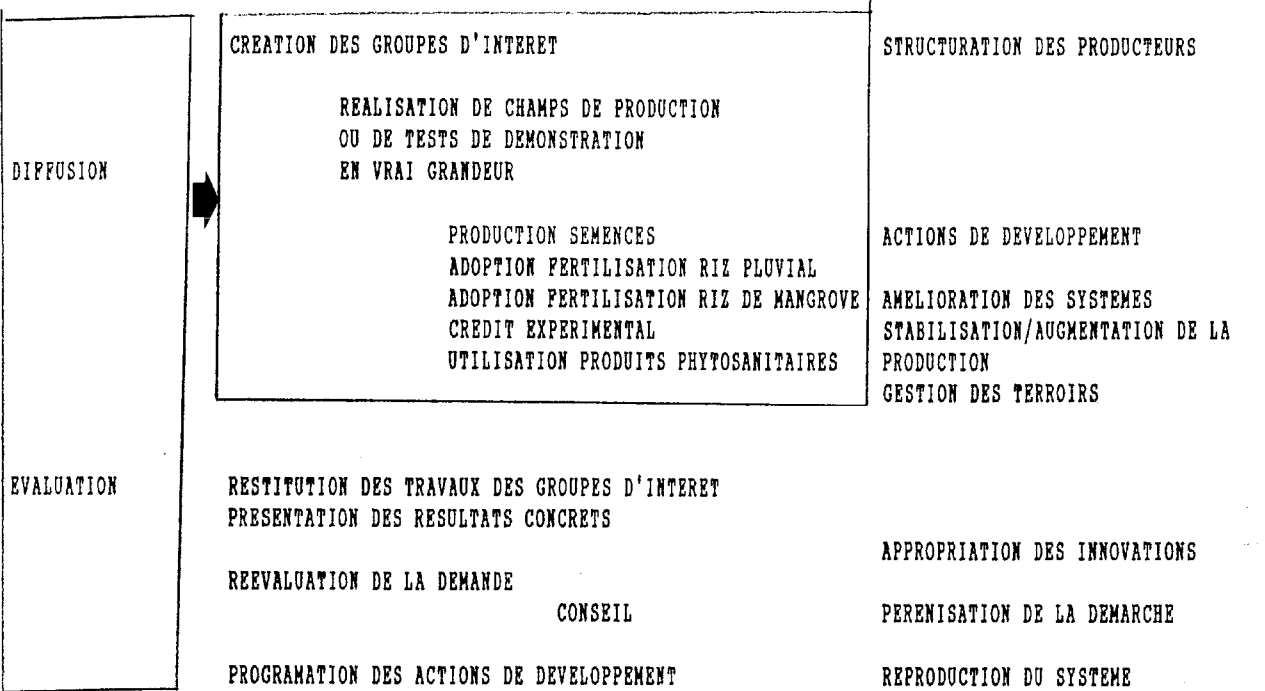 CREATION DES GROUPES D'INTERET STRUCTURATION DES PRODUCTEURS
REALISATION DE CHAMPS DE PRODUCTION
OU DE TESTS DE DEMONSTRATION
DIFFUSION EN VRAI GRANDEUR
PRODUCTION SEMENCES ACTIONS DE DEVELOPPEMENT
ADOPTION FERTILISATION RIZ PLUVIAL
ADOPTION FERTILISATION RIZ DE MANGROVE AMELIORATION DES SYSTEMES
CREDIT EXPERIMENTAL STABILISATION/AUGMENTATION DE LA
UTILISATION PRODUITS PHYTOSANITAIRES PRODUCTION
GESTION DES TERROIRS
EVALUATION RESTITUTION DES TRAVAUX DES GROUPES D'INTERET
PRESENTATION DES RESULTATS CONCRETS
APPROPRIATION DES INNOVATIONS
REEVALUATION DE LA DEMANDE
CONSEIL PERENISATION DE LA DEMARCHE
PROGRAMATION DES ACTIONS DE DEVELOPPEMENT REPRODUCTION DU SYSTEME